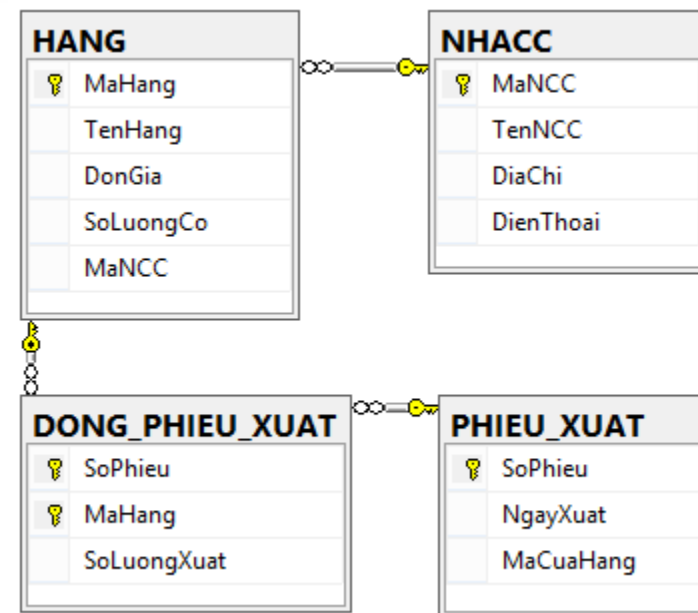 HANG
MaHang
TenHang
DonGia
SoLuongCo
MaNCC
NHACC
MaNCC
TenNCC
DiaChi
DienThoai
DONG_PHIEU_XUAT
SoPhieu
MaHang
SoLuongXuat
PHIEU_XUAT
SoPhieu
NgayXuat
MaCuaHang